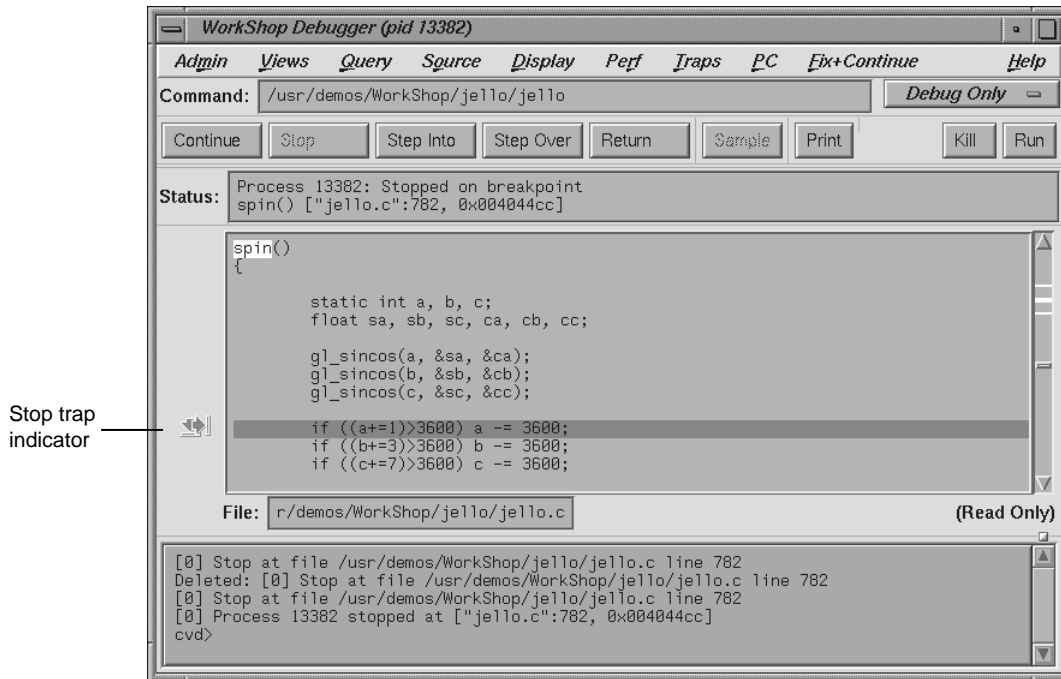 WorkShop Debugger (pid 13382)
Admin Views Query Source Display Perf Traps PC Fix+Continue Help
Command: /usr/demos/WorkShop/jello/jello Debug Only
Continue Stop Step Into Step Over Return Sample Print Kill Run
Status: Process 13382: Stopped on breakpoint
spin() ["jello.c":782, 0x004044cc]
spin()
{
static int a, b, c;
float sa, sb, sc, ca, cb, cc;
gl_sincos(a, &sa, &ca);
gl_sincos(b, &sb, &cb);
gl_sincos(c, &sc, &cc);
Stop trap
indicator
if ((a+=1)>3600) a -= 3600;
if ((b+=3)>3600) b -= 3600;
if ((c+=7)>3600) c -= 3600;
File: r/demos/WorkShop/jello/jello.c (Read Only)
[0] Stop at file /usr/demos/WorkShop/jello/jello.c line 782
Deleted: [0] Stop at file /usr/demos/WorkShop/jello/jello.c line 782
[0] Stop at file /usr/demos/WorkShop/jello/jello.c line 782
[0] Process 13382 stopped at ["jello.c":782, 0x004044cc]
cvd>